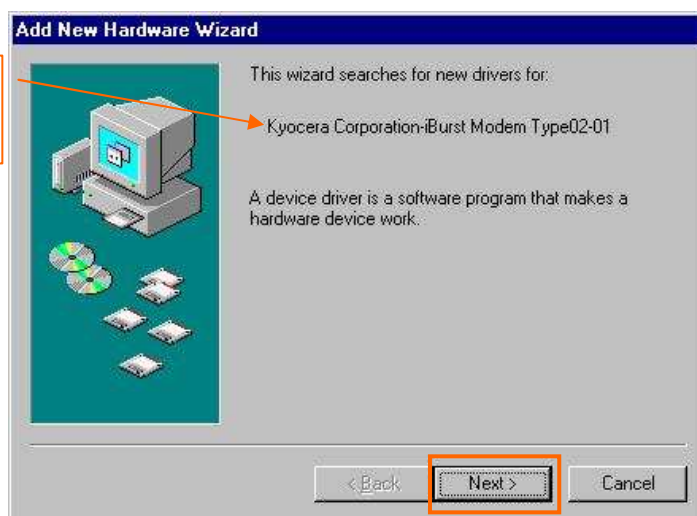 Add New Hardware Wizard
This wizard searches for new drivers for:
Kyocera Corporation-iBurst Modem Type02-01
A device driver is a software program that makes a
hardware device work.
< Back
Next >
Cancel